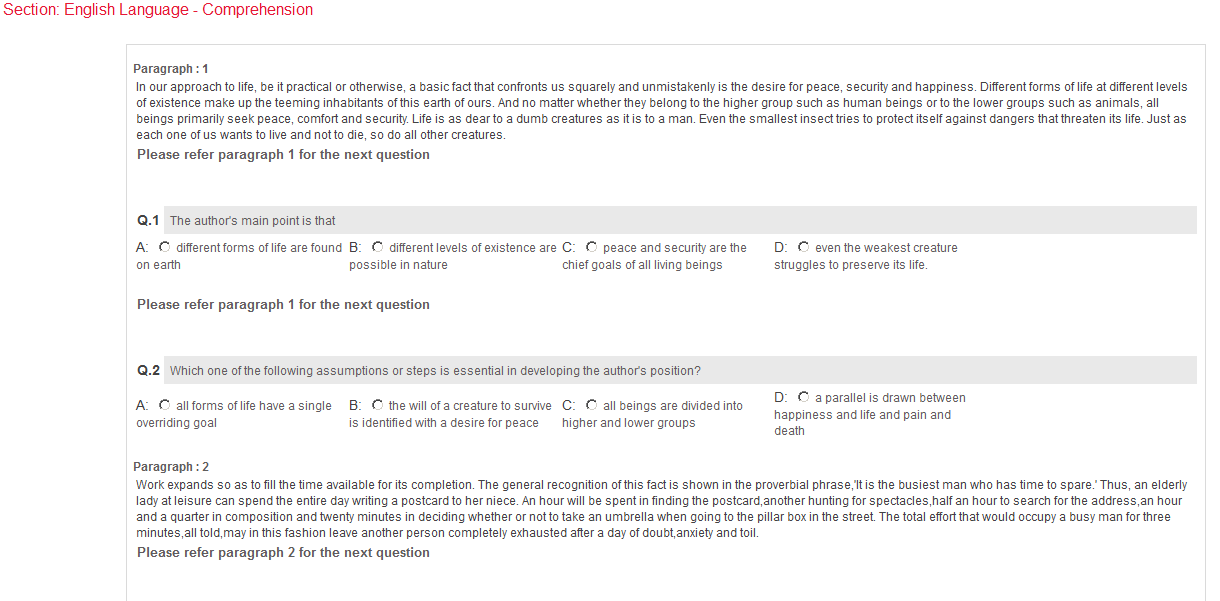 Section: English Language - Comprehension
Paragraph : 1
In our approach to life, be it practical or otherwise, a basic fact that confronts us squarely and unmistakenly is the desire for peace, security and happiness. Different forms of life at different levels
of existence make up the teeming inhabitants of this earth of ours. And no matter whether they belong to the higher group such as human beings or to the lower groups such as animals, all
beings primarily seek peace, comfort and security. Life is as dear to a dumb creatures as it is to a man. Even the smallest insect tries to protect itself against dangers that threaten its life. Just as
each one of us wants to live and not to die, so do all other creatures.
Please refer paragraph 1 for the next question
Q.1 The author's main point is that
A: different forms of life are found
on earth
B: different levels of existence are
possible in nature
C: peace and security are the
chief goals of all living beings
D: even the weakest creature
struggles to preserve its life.
Please refer paragraph 1 for the next question
Q.2 Which one of the following assumptions or steps is essential in developing the author's position?
A: all forms of life have a single
overriding goal
B: the will of a creature to survive
is identified with a desire for peace
C: all beings are divided into
higher and lower groups
D: a parallel is drawn between
happiness and life and pain and
death
Paragraph : 2
Work expands so as to fill the time available for its completion. The general recognition of this fact is shown in the proverbial phrase,'It is the busiest man who has time to spare.' Thus, an elderly
lady at leisure can spend the entire day writing a postcard to her niece. An hour will be spent in finding the postcard,another hunting for spectacles,half an hour to search for the address,an hour
and a quarter in composition and twenty minutes in deciding whether or not to take an umbrella when going to the pillar box in the street. The total effort that would occupy a busy man for three
minutes,all told,may in this fashion leave another person completely exhausted after a day of doubt,anxiety and toil.
Please refer paragraph 2 for the next question